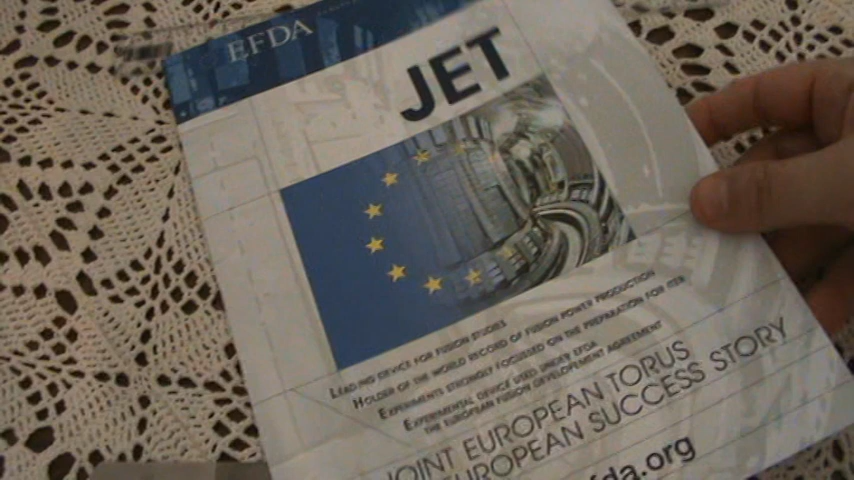 EFDA
JET
LEADING DEVICE FOR FUSION STUDIES
HOLDER OF THE WORLD RECORD OF FUSION POWER PRODUCTION
EXPERIMENTS STRONGLY FOCUSSED ON THE PREPARATION FOR ITER
EXPERIMENTAL DEVICE USED UNDER EFDA
THE EUROPEAN FUSION DEVELOPEMENT AGREEMENT
JOINT EUROPEAN TORUS
EUROPEAN SUCCESS STORY
fda.org